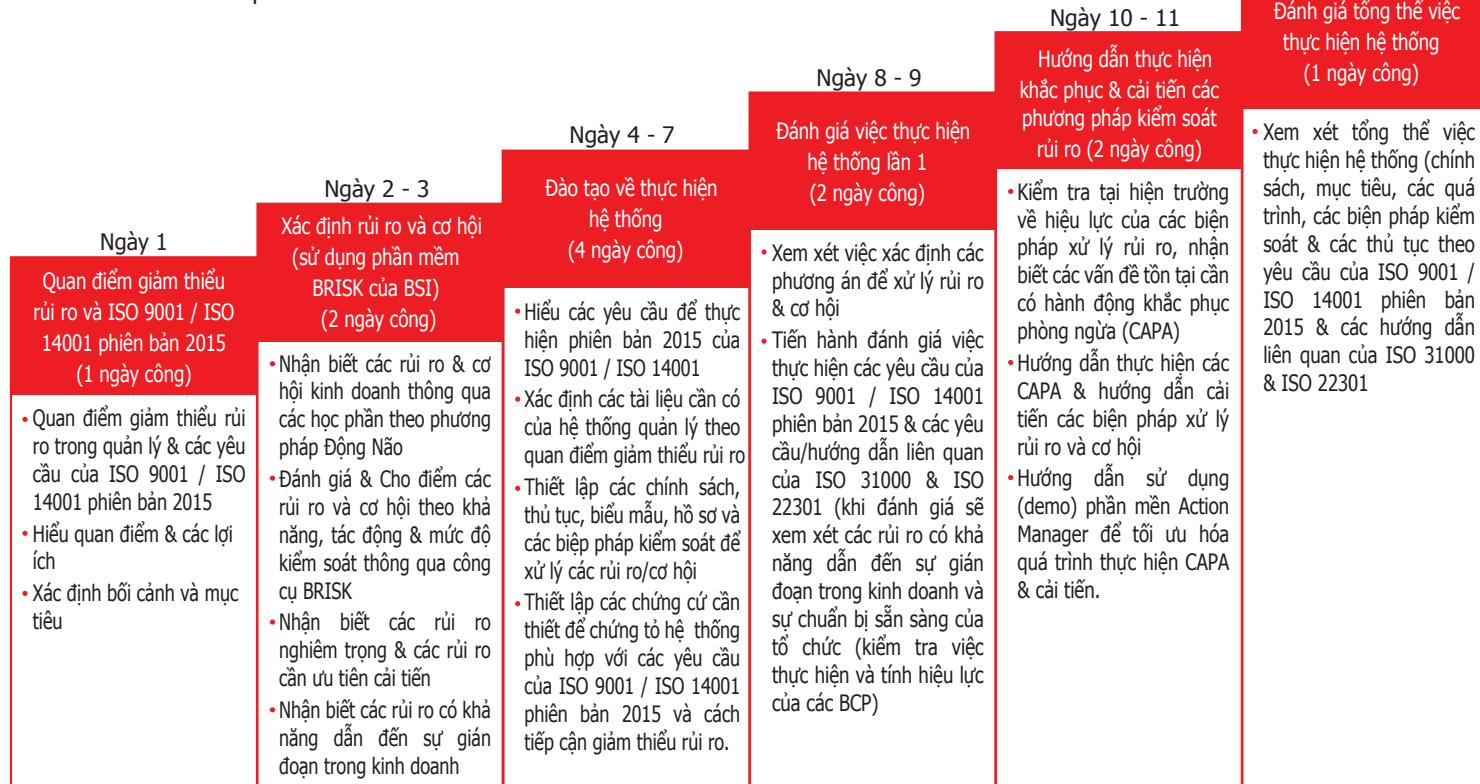 Ngày 1
Quan điểm giảm thiểu
rủi ro và ISO 9001 / ISO
14001 phiên bản 2015
(1 ngày công)
• Quan điểm giảm thiểu rủi
ro trong quản lý & các yêu
cầu của ISO 9001 / ISO
14001 phiên bản 2015
• Hiểu quan điểm & các lợi
ích
• Xác định bối cảnh và mục
tiêu
Ngày 2 - 3
Xác định rủi ro và cơ hội
(sử dụng phần mềm
BRISK của BSI)
(2 ngày công)
• Nhận biết các rủi ro & cơ
hội kinh doanh thông qua
các học phần theo phương
pháp Động Não
• Đánh giá & Cho điểm các
rủi ro và cơ hội theo khả
năng, tác động & mức độ
kiểm soát thông qua công
cụ BRISK
• Nhận biết các rủi ro
nghiêm trọng & các rủi ro
cần ưu tiên cải tiến
• Nhận biết các rủi ro có khả
năng dẫn đến sự gián
đoạn trong kinh doanh
Ngày 4 - 7
Đào tạo về thực hiện
hệ thống
(4 ngày công)
• Hiểu các yêu cầu để thực
hiện phiên bản 2015 của
ISO 9001 / ISO 14001
• Xác định các tài liệu cần có
của hệ thống quản lý theo
quan điểm giảm thiểu rủi ro
• Thiết lập các chính sách,
thủ tục, biểu mẫu, hồ sơ và
các biệp pháp kiểm soát để
xử lý các rủi ro/cơ hội
• Thiết lập các chứng cứ cần
thiết để chứng tỏ hệ thống
phù hợp với các yêu cầu
của ISO 9001 / ISO 14001
phiên bản 2015 và cách
tiếp cận giảm thiểu rủi ro.
Ngày 8 - 9
Đánh giá việc thực hiện
hệ thống lần 1
(2 ngày công)
• Xem xét việc xác định các
phương án để xử lý rủi ro
& cơ hội
• Tiến hành đánh giá việc
thực hiện các yêu cầu của
ISO 9001 / ISO 14001
phiên bản 2015 & các yêu
cầu/hướng dẫn liên quan
của ISO 31000 & ISO
22301 (khi đánh giá sẽ
xem xét các rủi ro có khả
năng dẫn đến sự gián
đoạn trong kinh doanh và
sự chuẩn bị sẵn sàng của
tổ chức (kiểm tra việc
thực hiện và tính hiệu lực
của các BCP)
Ngày 10 - 11
Hướng dẫn thực hiện
khắc phục & cải tiến các
phương pháp kiểm soát
rủi ro (2 ngày công)
• Kiểm tra tại hiện trường
về hiệu lực của các biện
pháp xử lý rủi ro, nhận
biết các vấn đề tồn tại cần
có hành động khắc phục
phòng ngừa (CAPA)
• Hướng dẫn thực hiện các
CAPA & hướng dẫn cải
tiến các biện pháp xử lý
rủi ro và cơ hội
• Hướng dẫn sử dụng
(demo) phần mền Action
Manager để tối ưu hóa
quá trình thực hiện CAPA
& cải tiến.
Đánh giá tổng thể việc
thực hiện hệ thống
(1 ngày công)
• Xem xét tổng thể việc
thực hiện hệ thống (chính
sách, mục tiêu, các quá
trình, các biện pháp kiểm
soát & các thủ tục theo
yêu cầu của ISO 9001 /
ISO 14001 phiên bản
2015 & các hướng dẫn
liên quan của ISO 31000
& ISO 22301